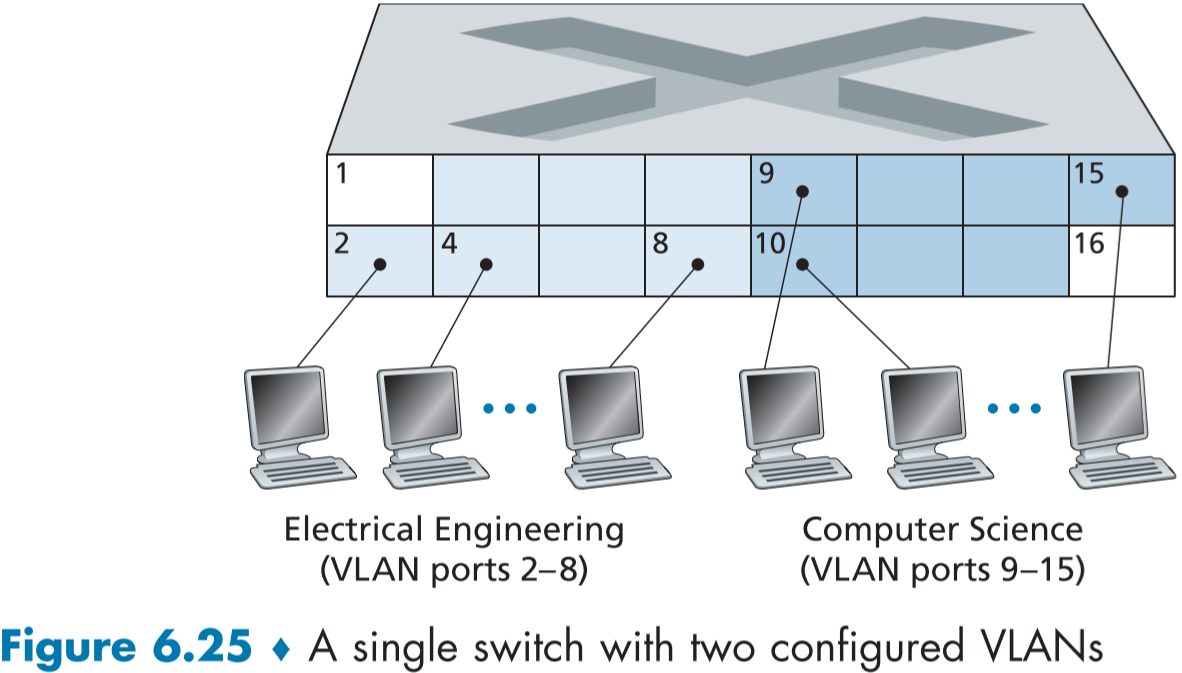 1 9 15
2 4 8 10 16
Electrical Engineering
(VLAN ports 2–8)
Computer Science
(VLAN ports 9–15)
Figure 6.25 ♦ A single switch with two configured VLANs